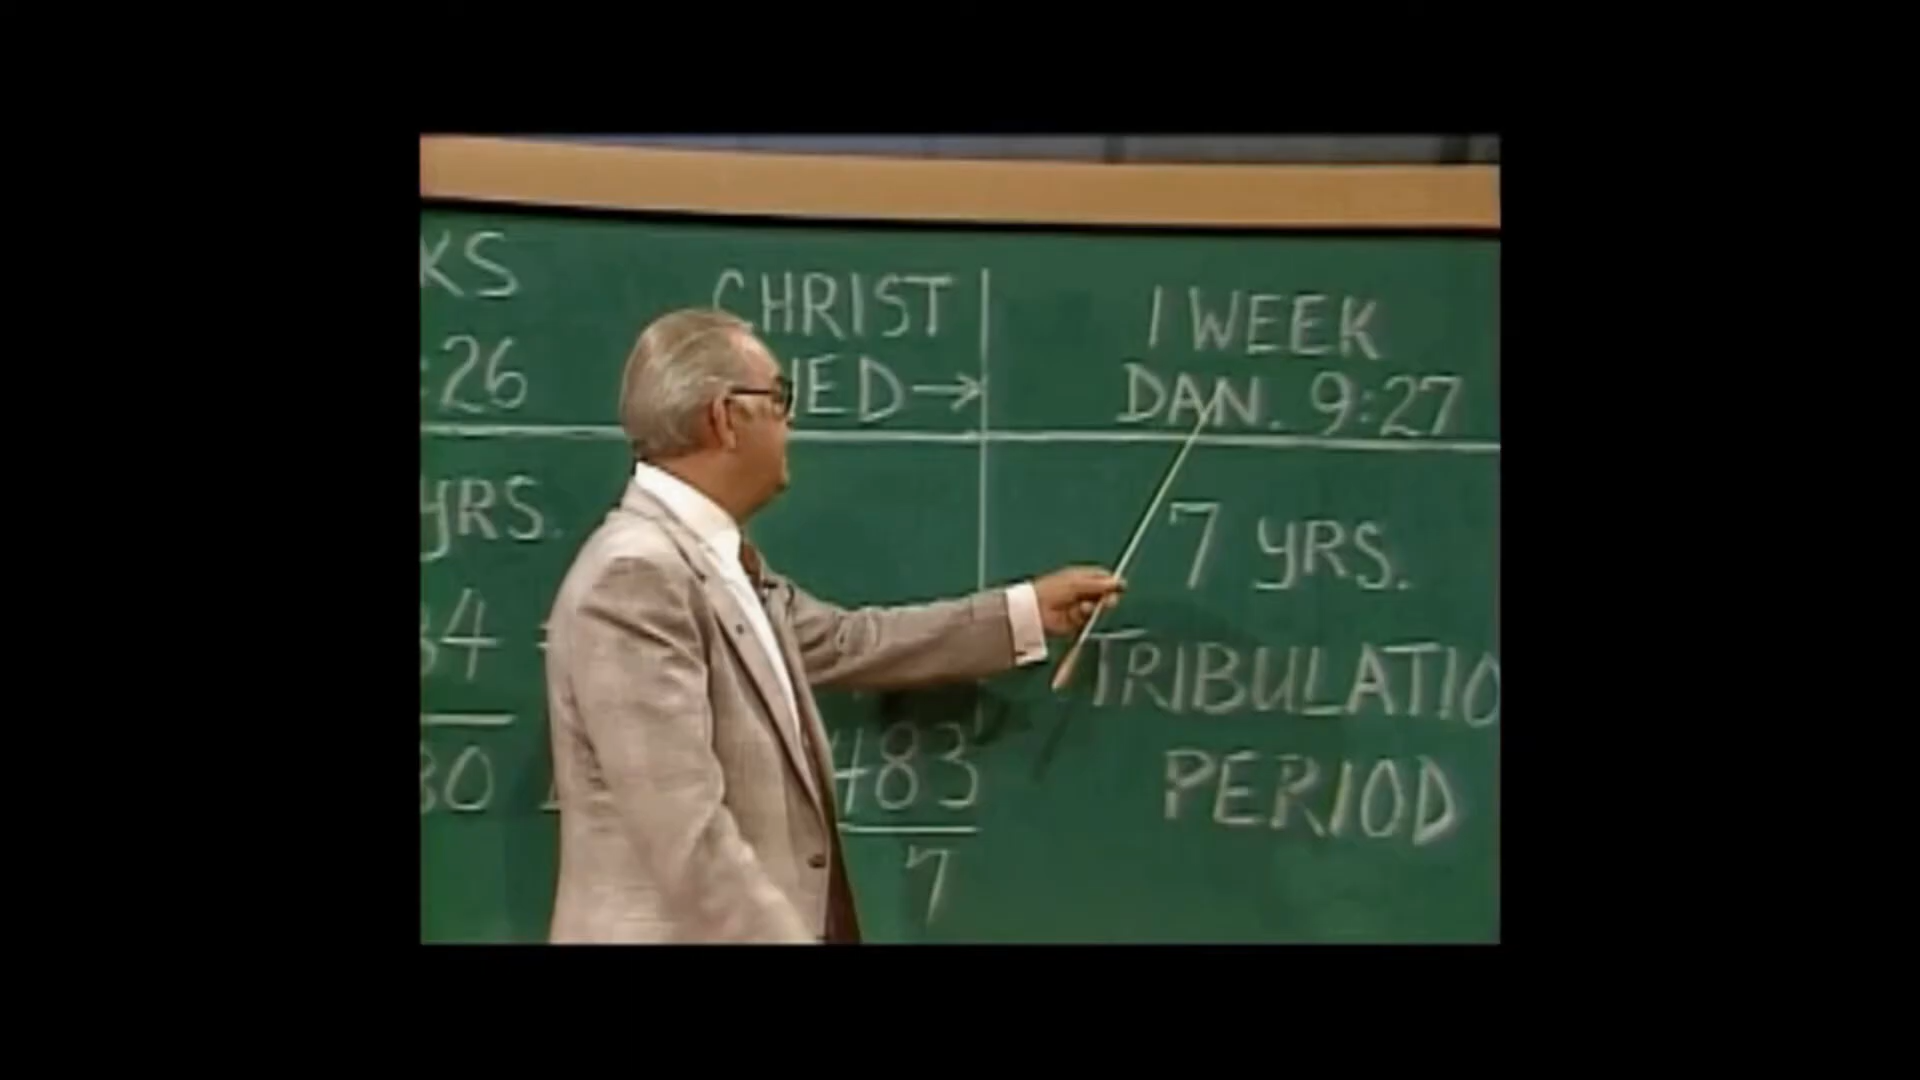 KS
:26
YRS.
34
30
CHRIST
IED→
483
7
1 WEEK
DAN. 9:27
7 YRS.
TRIBULATIO
PERIOD